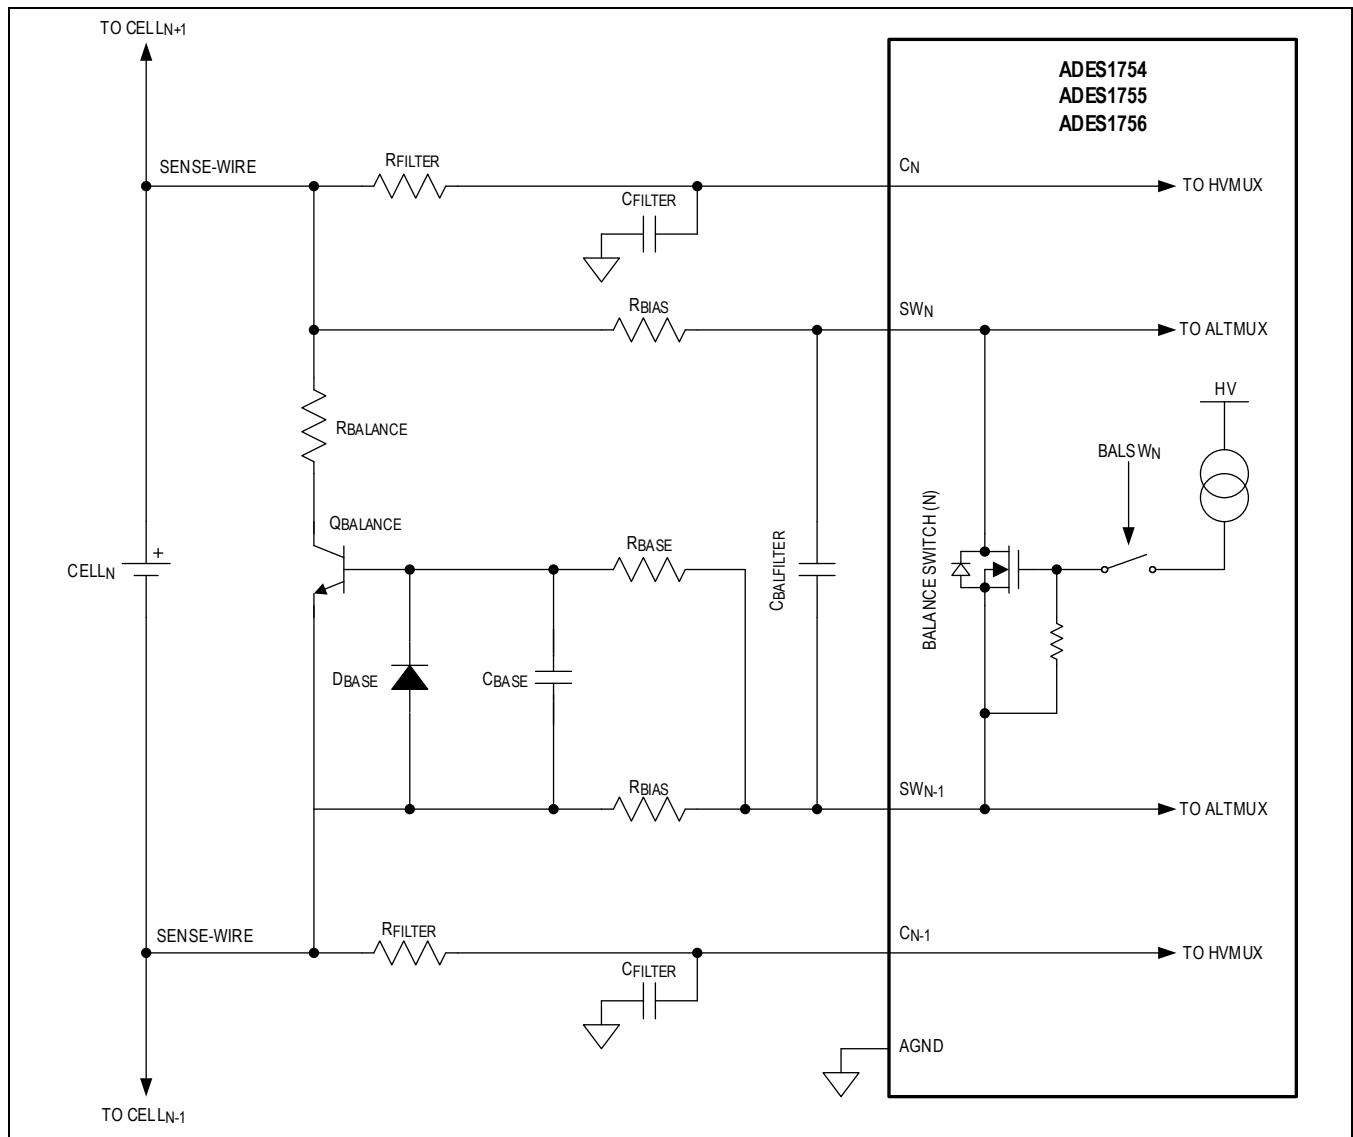 TO CELLN+1
ADES1754
ADES1755
ADES1756
SENSE-WIRE
RFILTER
CN
TO HVMUX
CFILTER
RBIAS
SWN
TO ALTMUX
HV
RBALANCE
BALSWN
QBALANCE
RBASE
CELLN
+
CBALFILTER
BALANCE SWITCH (N)
DBASE
CBASE
RBIAS
SWN-1
TO ALTMUX
SENSE-WIRE
RFILTER
CN-1
TO HVMUX
CFILTER
AGND
TO CELLN-1